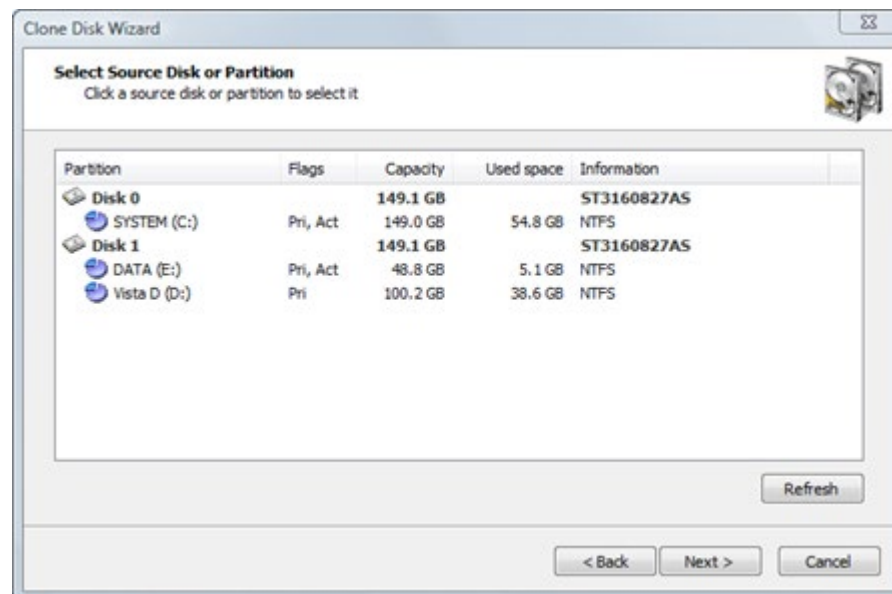 Clone Disk Wizard
Select Source Disk or Partition
Click a source disk or partition to select it
Partition Flags Capacity Used space Information
Disk 0 149.1 GB ST3160827AS
SYSTEM (C:) Pri, Act 149.0 GB 54.8 GB NTFS
Disk 1 149.1 GB ST3160827AS
DATA (E:) Pri, Act 48.8 GB 5.1 GB NTFS
Vista D (D:) Pri 100.2 GB 38.6 GB NTFS
Refresh
< Back Next > Cancel